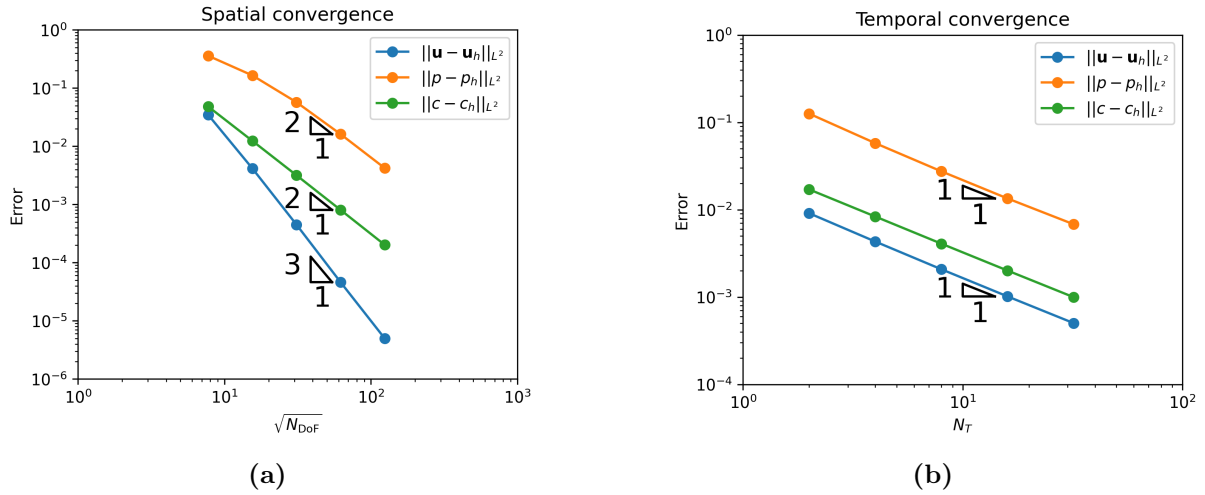 Spatial convergence
10^0
10^{-1}
10^{-2}
10^{-3}
10^{-4}
10^{-5}
10^{-6}
Error
||u − u_h||_{L^2}
||p − p_h||_{L^2}
||c − c_h||_{L^2}
2
1
2
1
3
1
10^0
10^1
10^2
10^3
√N_{DoF}
(a)
Temporal convergence
10^0
10^{-1}
10^{-2}
10^{-3}
10^{-4}
Error
||u − u_h||_{L^2}
||p − p_h||_{L^2}
||c − c_h||_{L^2}
1
1
1
1
10^0
10^1
10^2
N_T
(b)